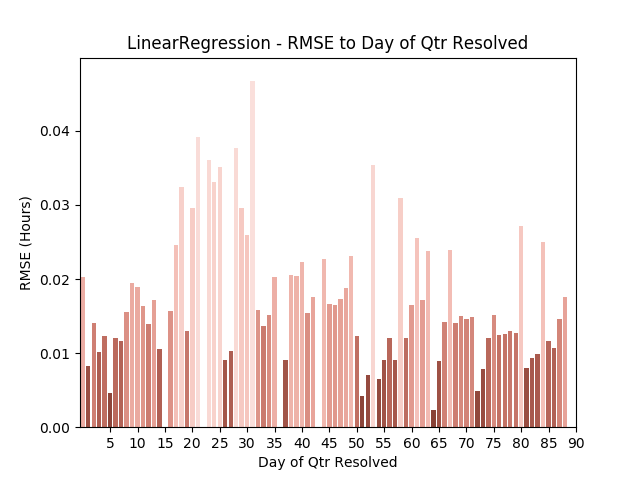 LinearRegression - RMSE to Day of Qtr Resolved
0.04
0.03
0.02
0.01
0.00
RMSE (Hours)
5 10 15 20 25 30 35 40 45 50 55 60 65 70 75 80 85 90
Day of Qtr Resolved